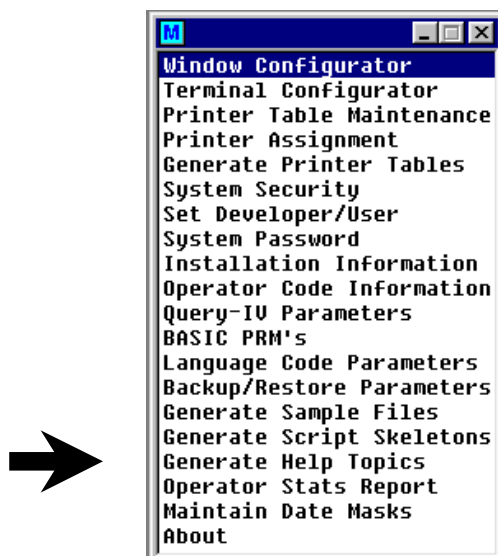 M
Window Configurator
Terminal Configurator
Printer Table Maintenance
Printer Assignment
Generate Printer Tables
System Security
Set Developer/User
System Password
Installation Information
Operator Code Information
Query-IV Parameters
BASIC PRM's
Language Code Parameters
Backup/Restore Parameters
Generate Sample Files
Generate Script Skeletons
Generate Help Topics
Operator Stats Report
Maintain Date Masks
About